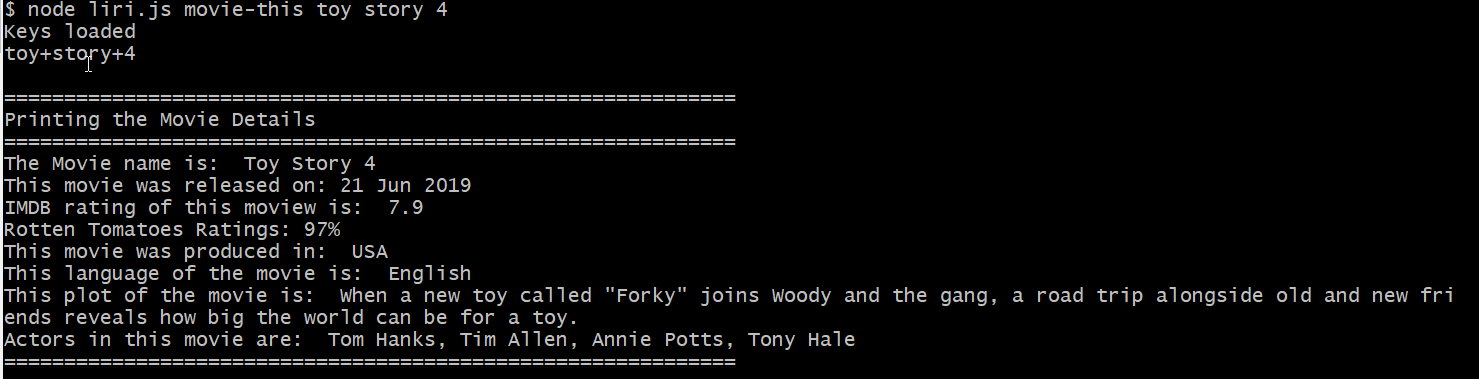 $ node liri.js movie-this toy story 4
Keys loaded
toy+story+4
=============================================================
Printing the Movie Details
=============================================================
The Movie name is:  Toy Story 4
This movie was released on: 21 Jun 2019
IMDB rating of this moview is:  7.9
Rotten Tomatoes Ratings: 97%
This movie was produced in:  USA
This language of the movie is:  English
This plot of the movie is:  When a new toy called "Forky" joins Woody and the gang, a road trip alongside old and new fri
ends reveals how big the world can be for a toy.
Actors in this movie are:  Tom Hanks, Tim Allen, Annie Potts, Tony Hale
=============================================================